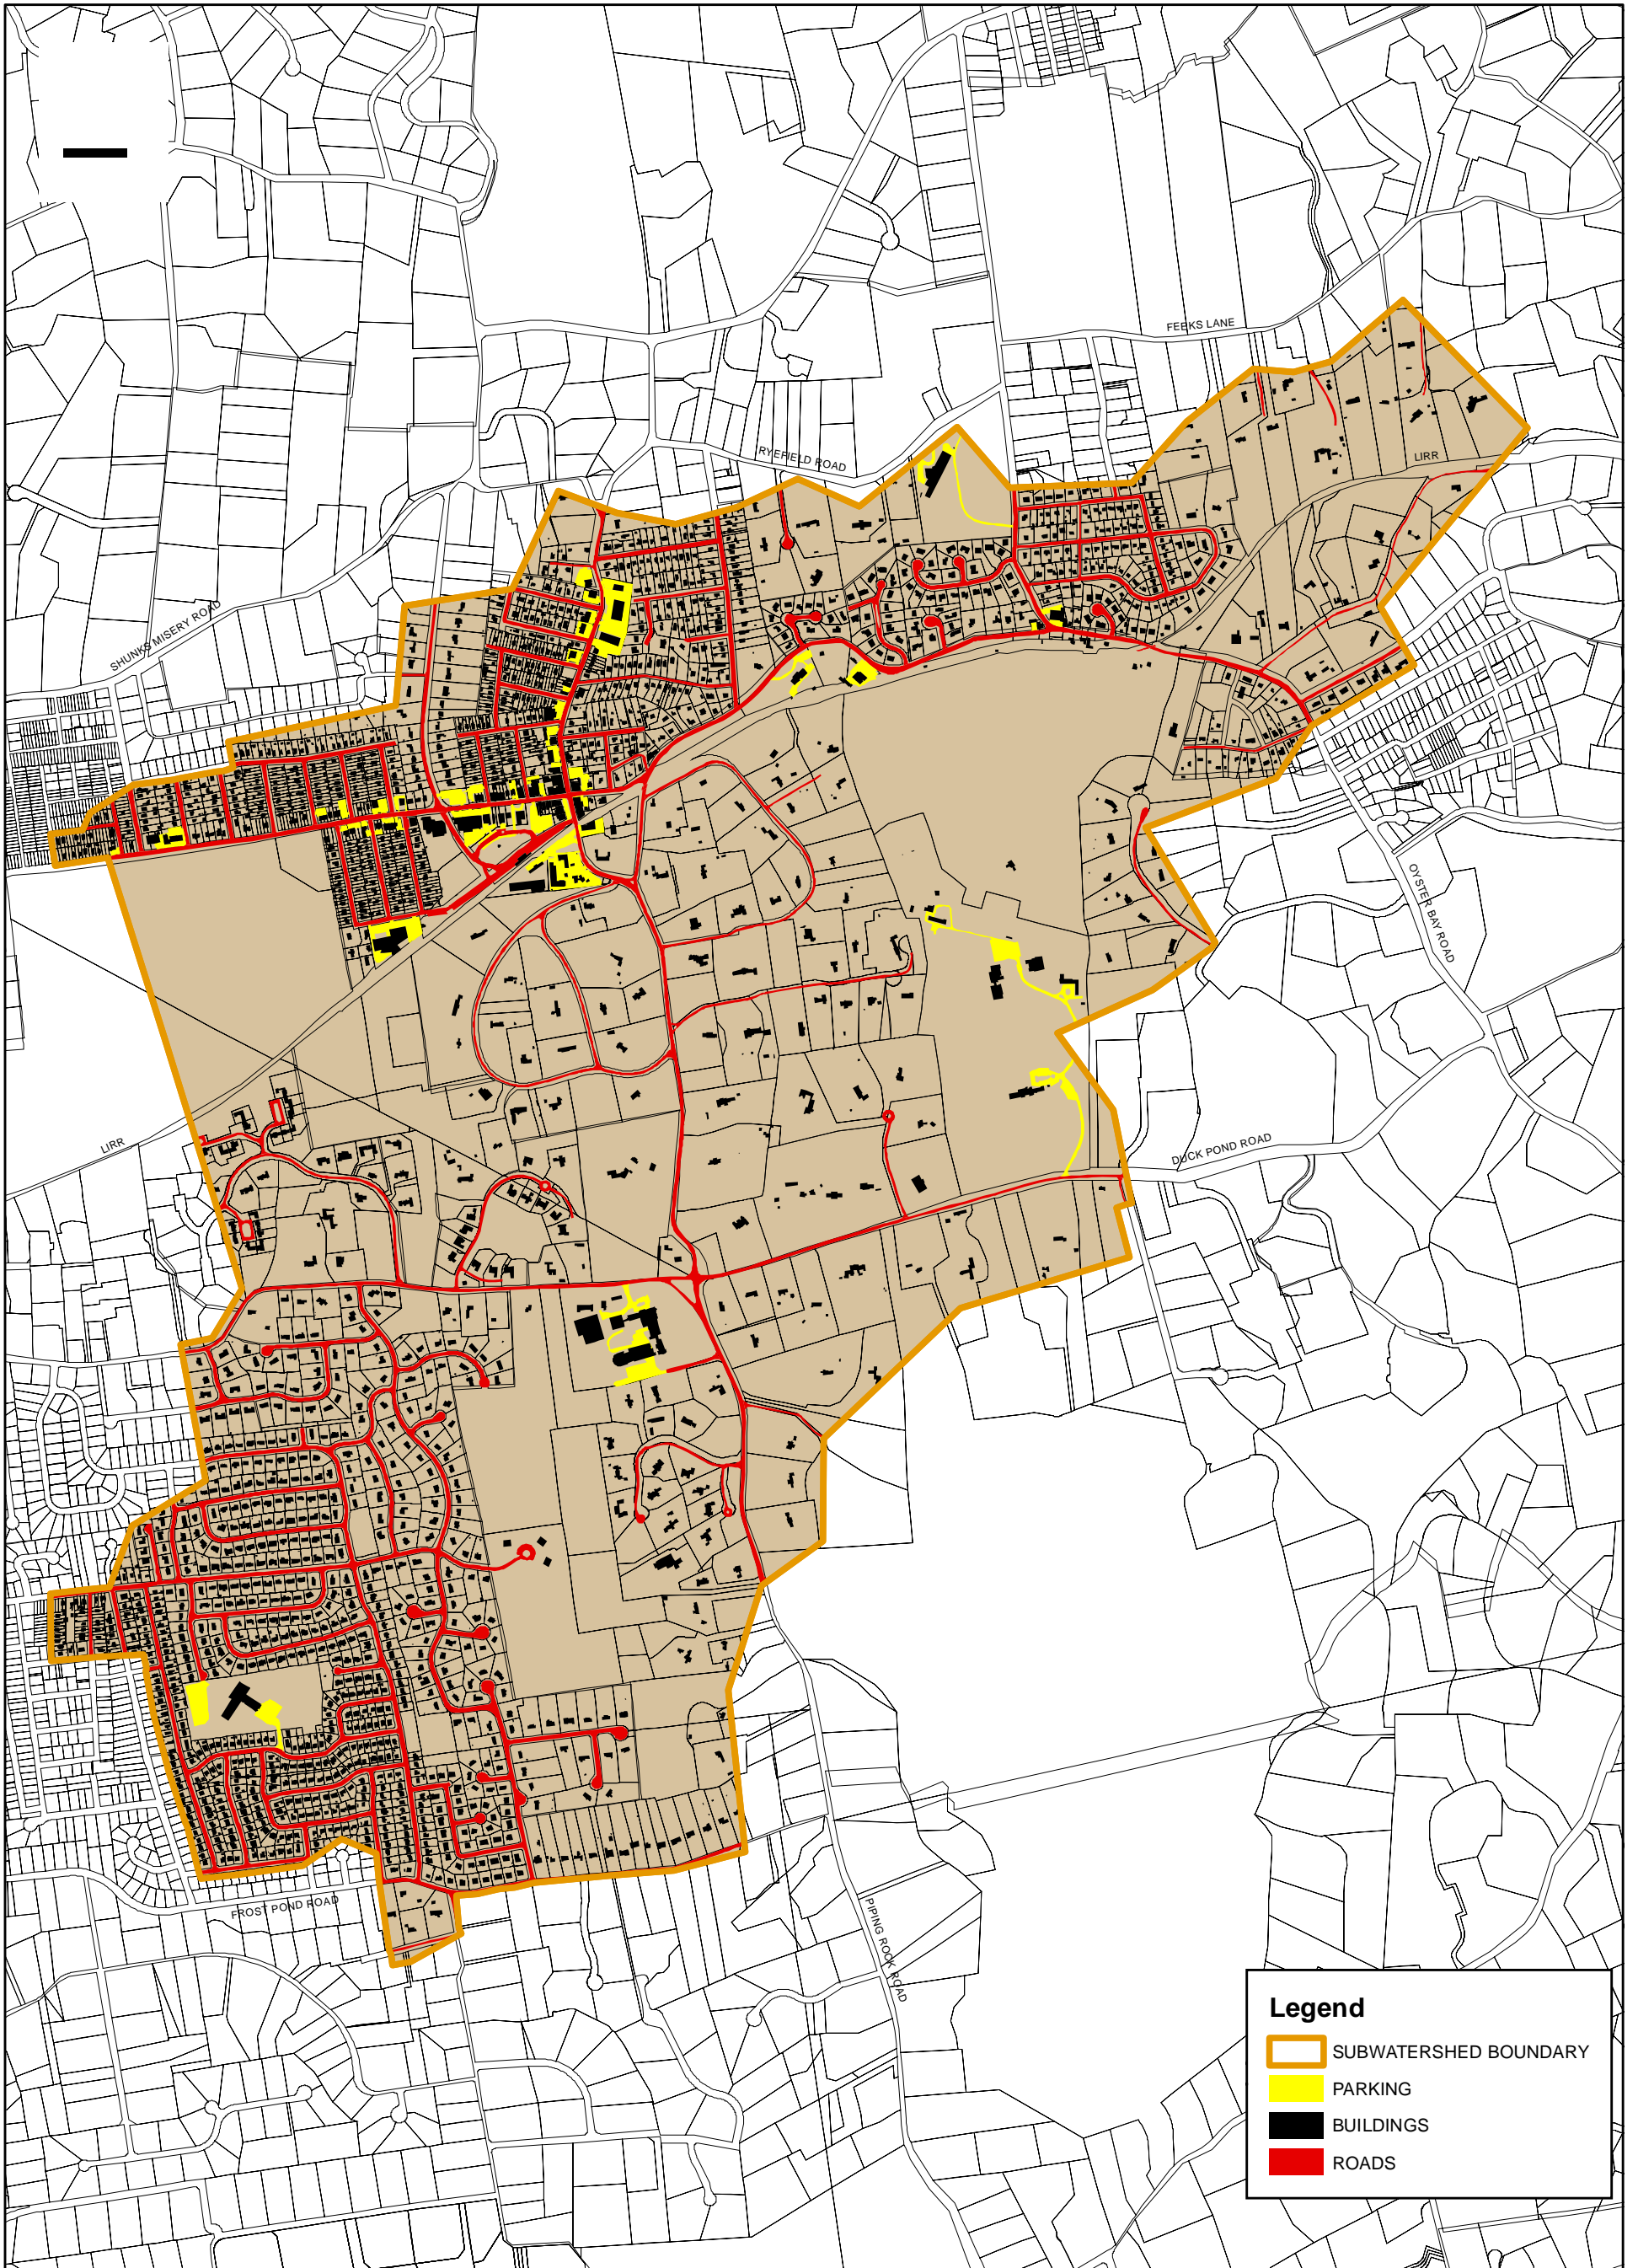 FEEKS LANE
RYEFIELD ROAD
LIRR
SHUNKS MISERY ROAD
OYSTER BAY ROAD
LIRR
DUCK POND ROAD
FROST POND ROAD
PIPING ROCK ROAD
Legend
SUBWATERSHED BOUNDARY
PARKING
BUILDINGS
ROADS